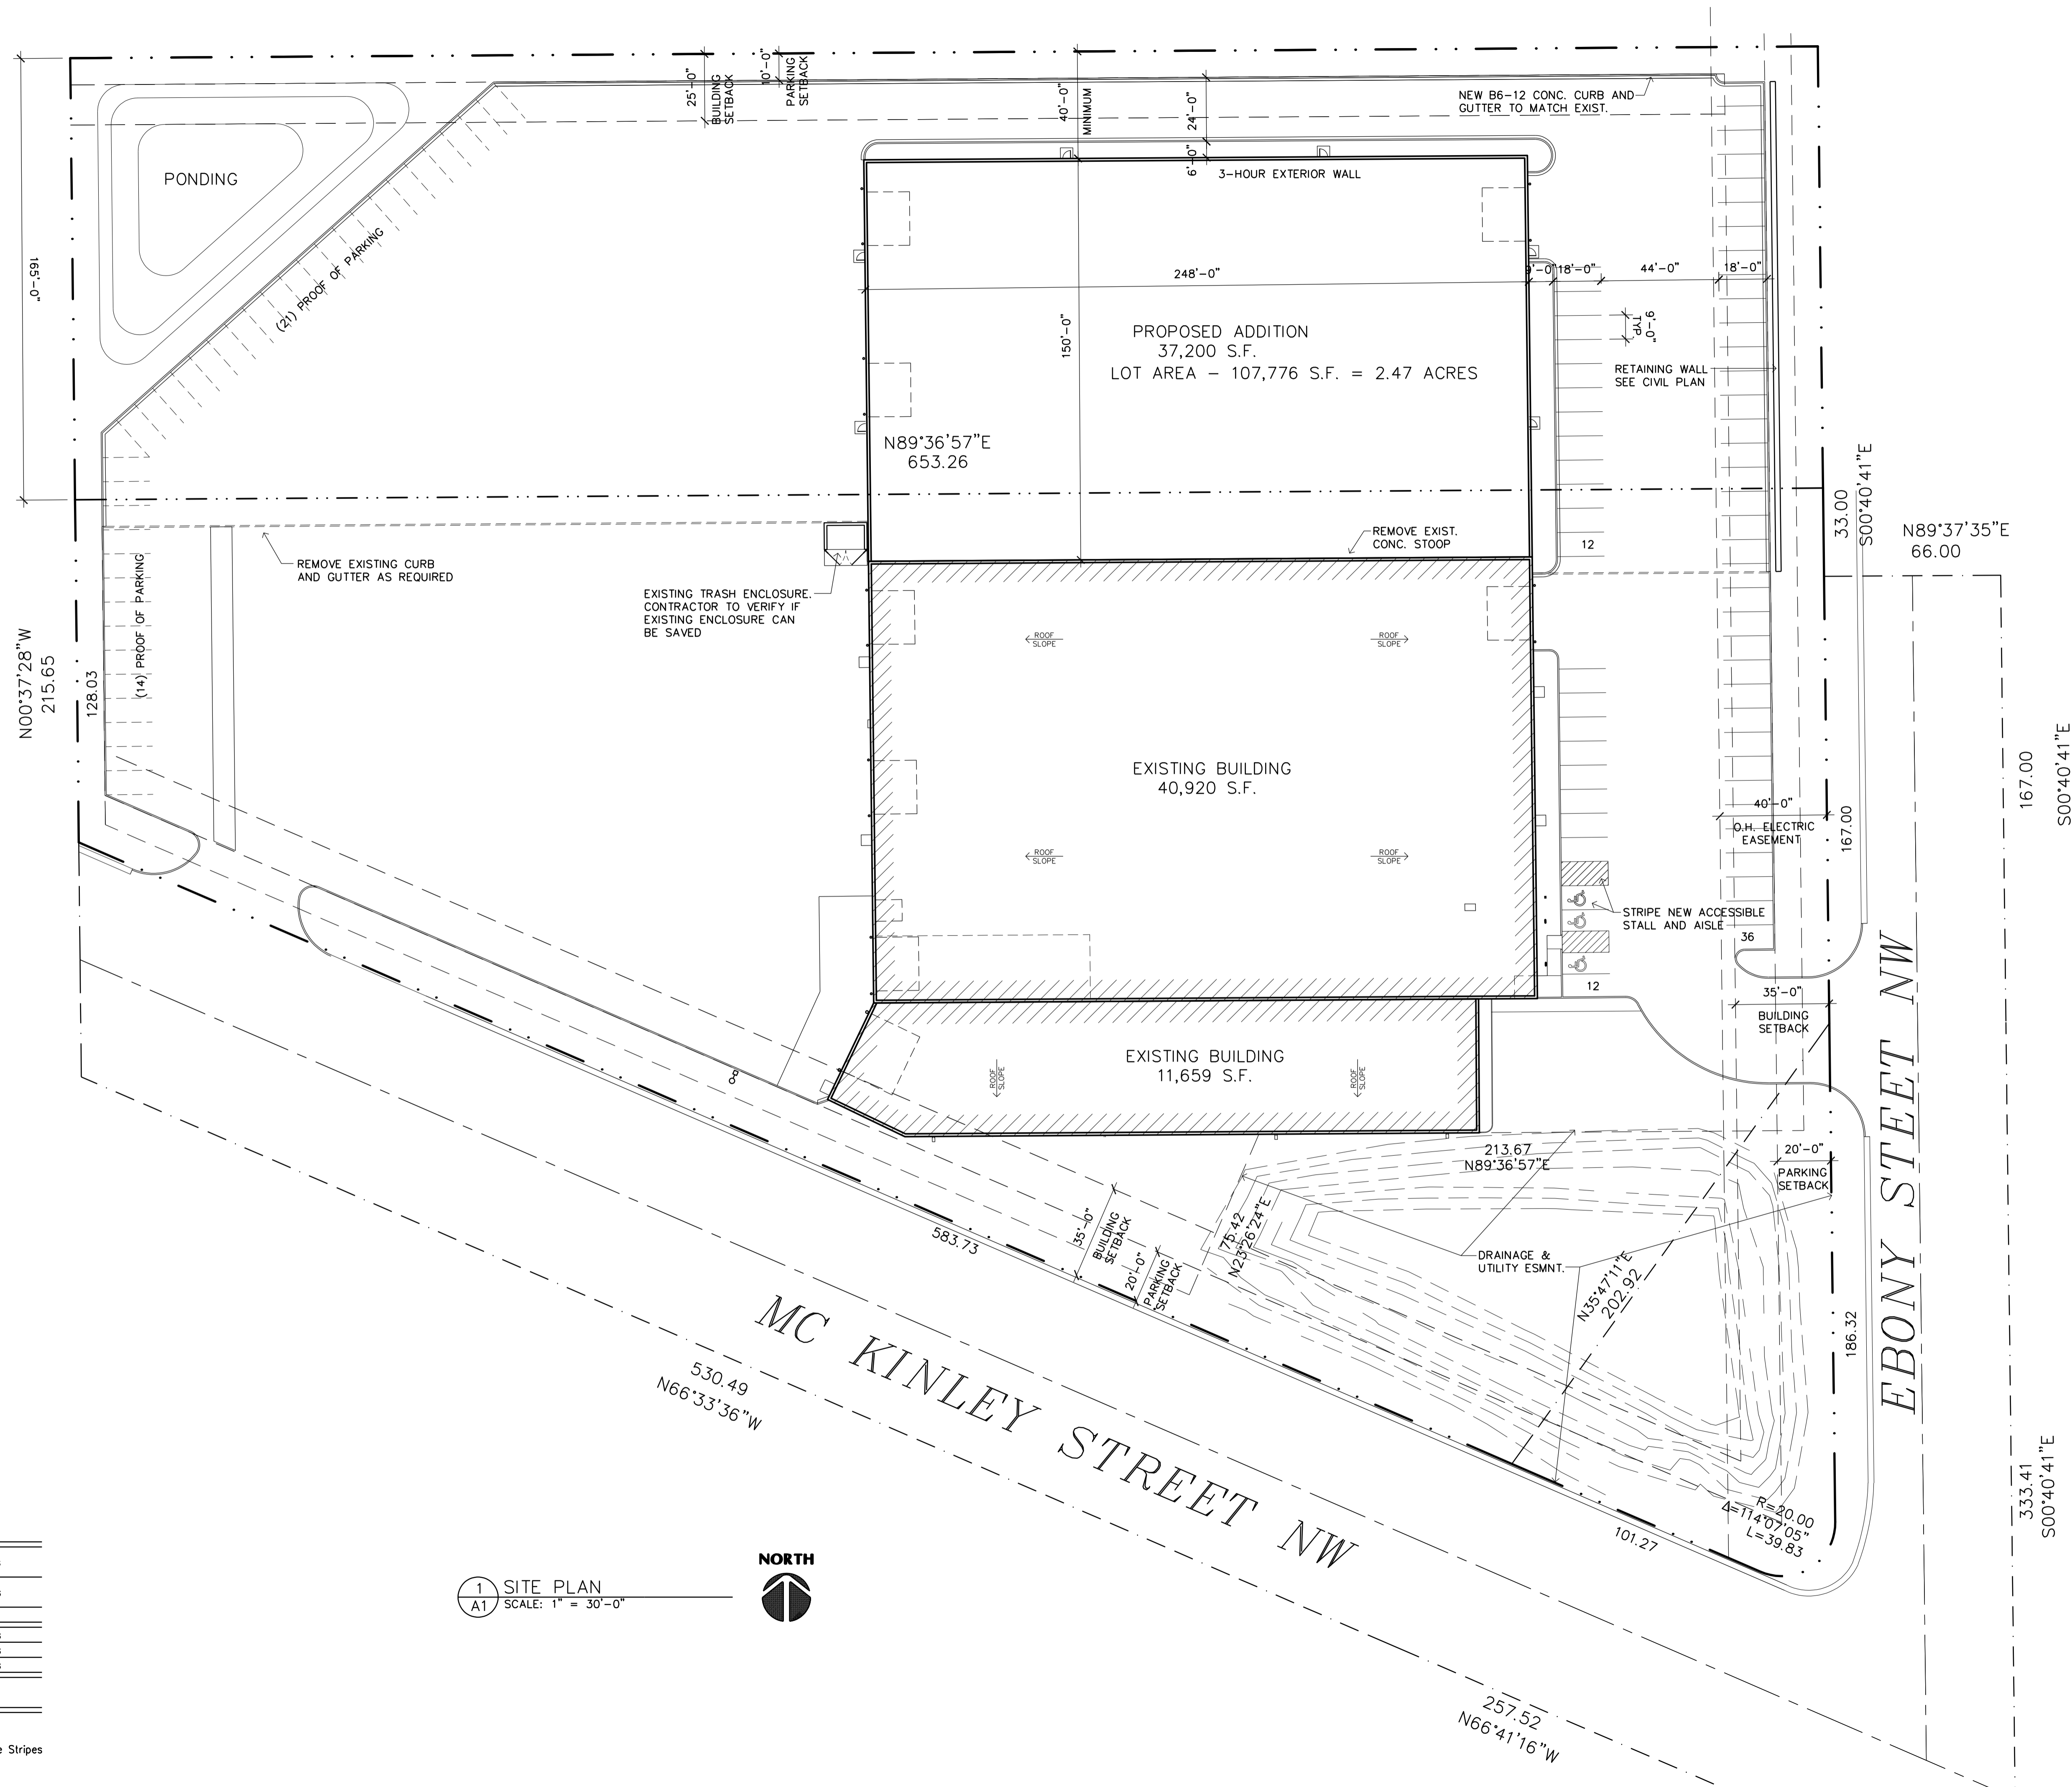 25'-0"
BUILDING
SETBACK
10'-0"
PARKING
SETBACK
40'-0"
MINIMUM
24'-0"
6'-0"
3-HOUR EXTERIOR WALL
NEW B6-12 CONC. CURB AND
GUTTER TO MATCH EXIST.
PONDING
165'-0"
(21) PROOF OF PARKING
248'-0"
9'-0"
18'-0"
44'-0"
18'-0"
150'-0"
9'-0"
TYP.
PROPOSED ADDITION
37,200 S.F.
LOT AREA - 107,776 S.F. = 2.47 ACRES
RETAINING WALL
SEE CIVIL PLAN
N89°36'57"E
653.26
33.00
S00°40'41"E
N89°37'35"E
66.00
REMOVE EXIST.
CONC. STOOP
12
REMOVE EXISTING CURB
AND GUTTER AS REQUIRED
(14) PROOF OF PARKING
EXISTING TRASH ENCLOSURE.
CONTRACTOR TO VERIFY IF
EXISTING ENCLOSURE CAN
BE SAVED
N00°37'28"W
215.65
128.03
ROOF
SLOPE
ROOF
SLOPE
EXISTING BUILDING
40,920 S.F.
ROOF
SLOPE
ROOF
SLOPE
40'-0"
O.H. ELECTRIC
EASEMENT
167.00
167.00
S00°40'41"E
STRIPE NEW ACCESSIBLE
STALL AND AISLE
36
12
35'-0"
BUILDING
SETBACK
EXISTING BUILDING
11,659 S.F.
ROOF
SLOPE
ROOF
SLOPE
213.67
N89°36'57"E
20'-0"
PARKING
SETBACK
75.42
N23°26'24"E
35'-0"
BUILDING
SETBACK
20'-0"
PARKING
SETBACK
583.73
DRAINAGE &
UTILITY ESMNT.
N35°47'11"E
202.92
186.32
EBONY STREET NW
MC KINLEY STREET NW
530.49
N66°33'36"W
333.41
S00°40'41"E
R=20.00
Δ=114°07'05"
L=39.83
101.27
257.52
N66°41'16"W
1
A1
SITE PLAN
SCALE: 1" = 30'-0"
NORTH
Stripes